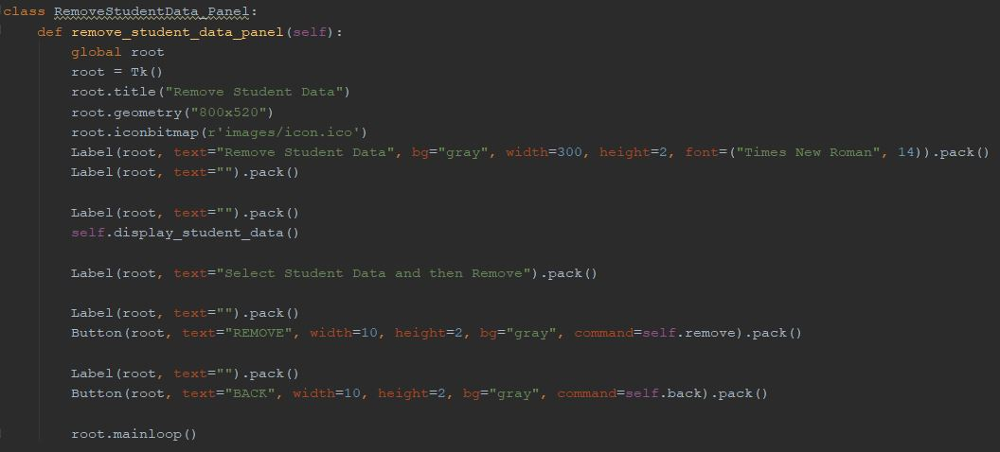 class RemoveStudentData_Panel:
    def remove_student_data_panel(self):
        global root
        root = Tk()
        root.title("Remove Student Data")
        root.geometry("800x520")
        root.iconbitmap(r'images/icon.ico')
        Label(root, text="Remove Student Data", bg="gray", width=300, height=2, font=("Times New Roman", 14)).pack()
        Label(root, text="").pack()

        Label(root, text="").pack()
        self.display_student_data()

        Label(root, text="Select Student Data and then Remove").pack()

        Label(root, text="").pack()
        Button(root, text="REMOVE", width=10, height=2, bg="gray", command=self.remove).pack()

        Label(root, text="").pack()
        Button(root, text="BACK", width=10, height=2, bg="gray", command=self.back).pack()

        root.mainloop()